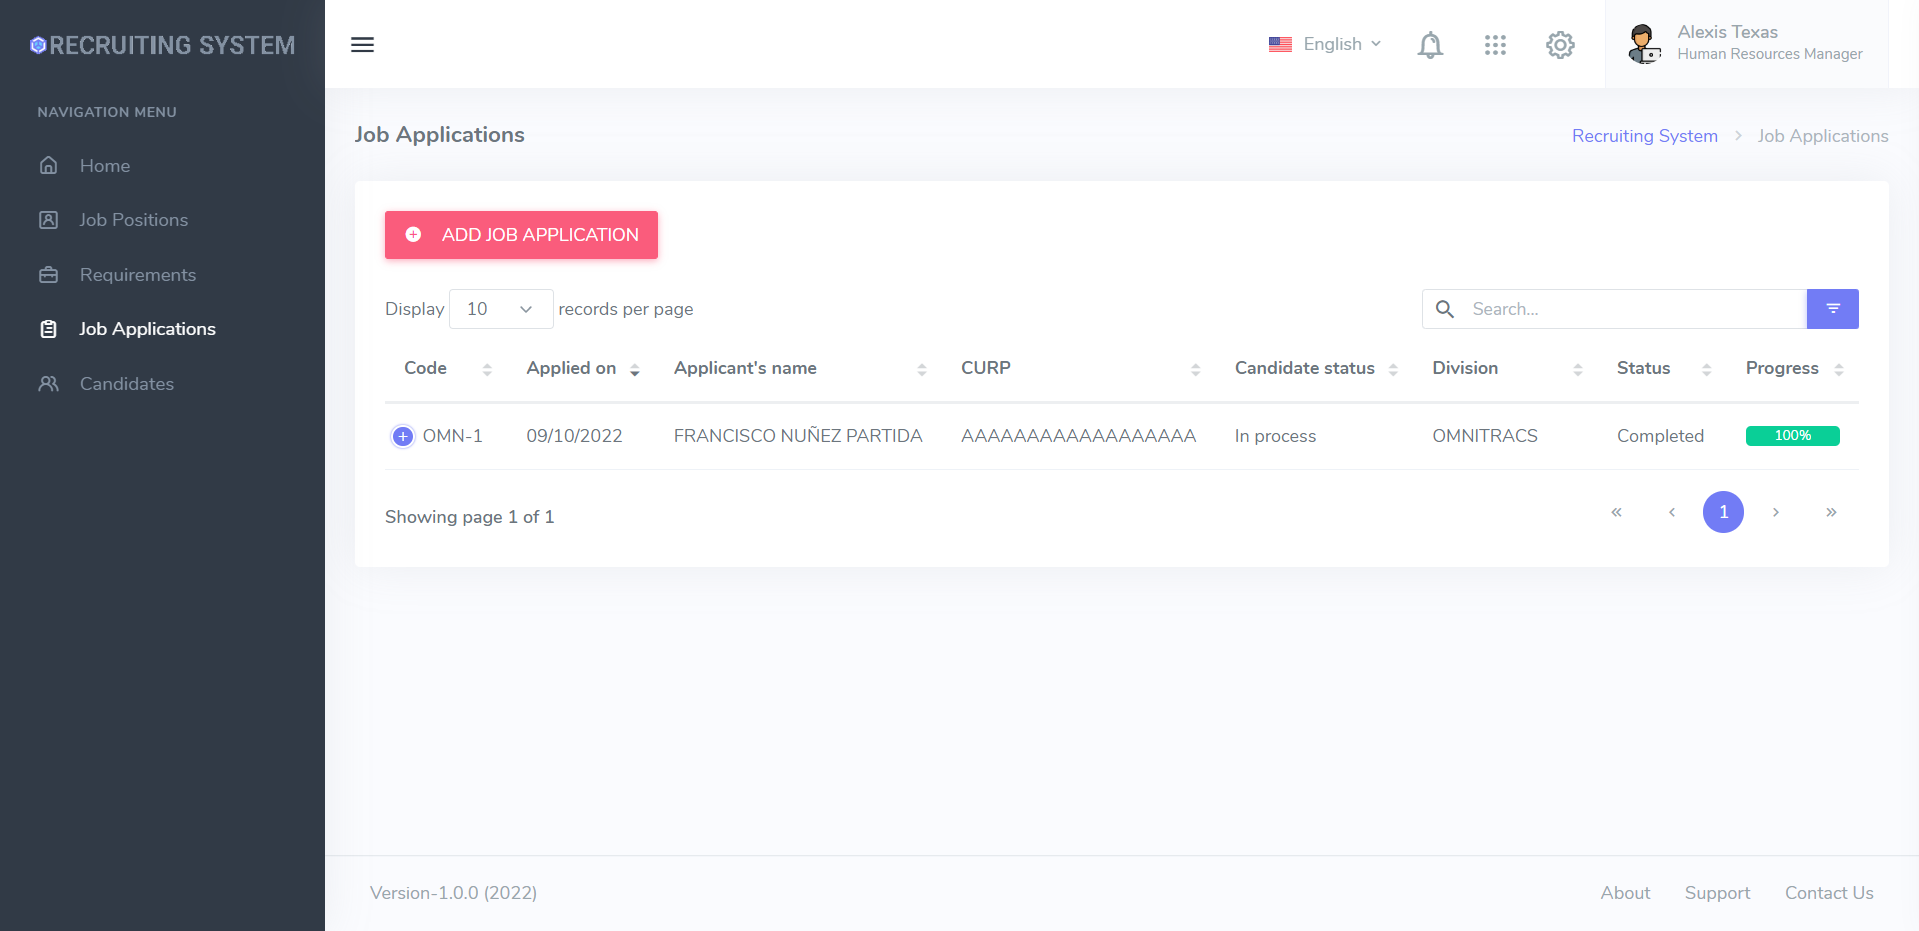 RECRUITING SYSTEM
English
Alexis Texas
Human Resources Manager
NAVIGATION MENU
Home
Job Positions
Requirements
Job Applications
Candidates
Job Applications
Recruiting System > Job Applications
ADD JOB APPLICATION
Display 10 records per page
Search...
Code Applied on Applicant's name CURP Candidate status Division Status Progress
OMN-1 09/10/2022 FRANCISCO NUÑEZ PARTIDA AAAAAAAAAAAAAAAAAA In process OMNITRACS Completed 100%
Showing page 1 of 1
« ‹ 1 › »
Version-1.0.0 (2022)
About Support Contact Us